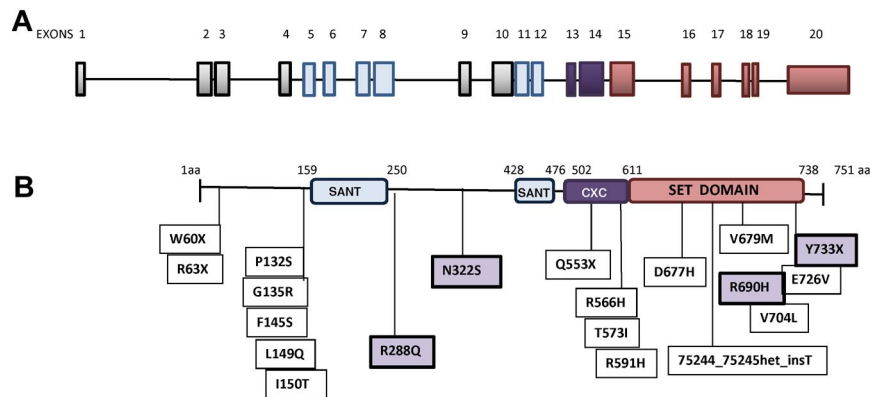 A
EXONS 1 2 3 4 5 6 7 8 9 10 11 12 13 14 15 16 17 18 19 20
B
1aa 159 250 428 476 502 611 738 751 aa
SANT SANT CXC SET DOMAIN
W60X
R63X
P132S
G135R
F145S
L149Q
I150T
R288Q
N322S
Q553X
R566H
T573I
R591H
D677H
V679M
Y733X
E726V
R690H
V704L
75244_75245het_insT